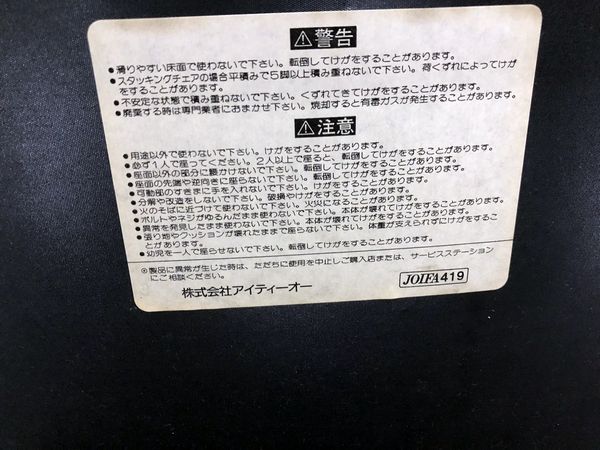 ⚠警告
●滑りやすい床面で使わないで下さい。転倒してけがをすることがあります。
●スタッキングチェアの場合平積みで5脚以上積み重ねないで下さい。荷くずれによってけが
をすることがあります。
●不安定な状態で積み重ねないで下さい。くずれてきてけがをすることがあります。
●廃棄する時は専門業者におまかせ下さい。焼却すると有毒ガスが発生することがあります。
⚠注意
●用途以外で使わないで下さい。けがをすることがあります。
●必ず1人で座ってください。2人以上で座ると、転倒してけがをすることがあります。
●座面以外の部分に腰かけないで下さい。転倒してけがをすることがあります。
●座面の先端や逆向きに座らないで下さい。転倒してけがをすることがあります。
●可動部のすきまに手を入れないで下さい。けがをすることがあります。
●分解や改造をしないで下さい。破損やけがをすることがあります。
●火のそばに近づけて使わないで下さい。火災になることがあります。
●ボルトやネジがゆるんだまま使わないで下さい。本体が壊れてけがをすることがあります。
●異常を発見したまま使わないで下さい。本体が壊れてけがをすることがあります。
●張り地やクッションが壊れたままで座らないで下さい。体重が支えられずにけがをするこ
とがあります。
●幼児を一人で座らせないで下さい。転倒してけがをすることがあります。
◎製品に異常が生じた時は、ただちに使用を中止しご購入店または、サービスステーション
にご相談ください。
株式会社アイティーオー
JOIFA419